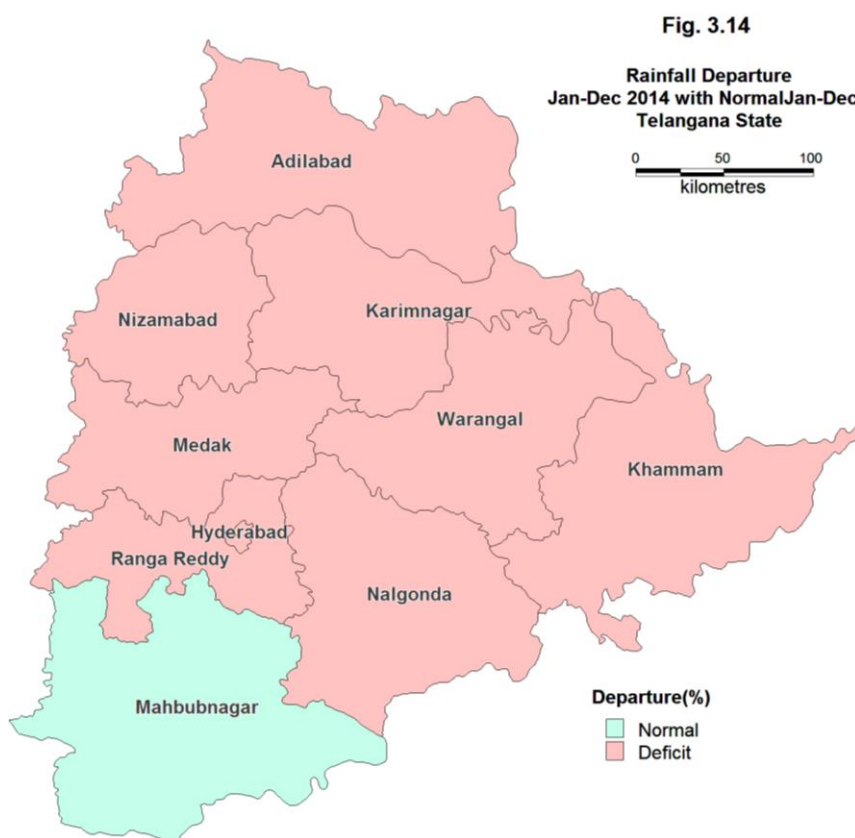 Fig. 3.14
Rainfall Departure
Jan-Dec 2014 with NormalJan-Dec
Telangana State
0 50 100
kilometres
Adilabad
Nizamabad
Karimnagar
Medak
Warangal
Khammam
Hyderabad
Ranga Reddy
Nalgonda
Mahbubnagar
Departure(%)
Normal
Deficit